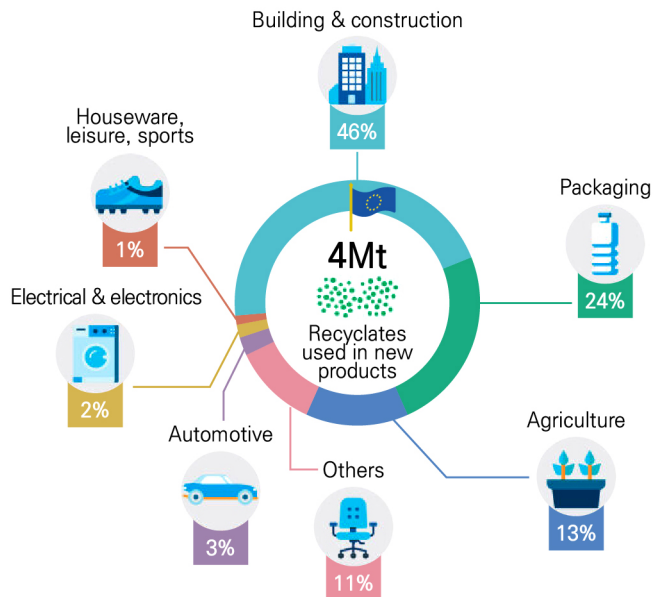 Building & construction
46%
Houseware,
leisure, sports
1%
Packaging
24%
4Mt
Recyclates
used in new
products
Electrical & electronics
2%
Agriculture
13%
Automotive
3%
Others
11%